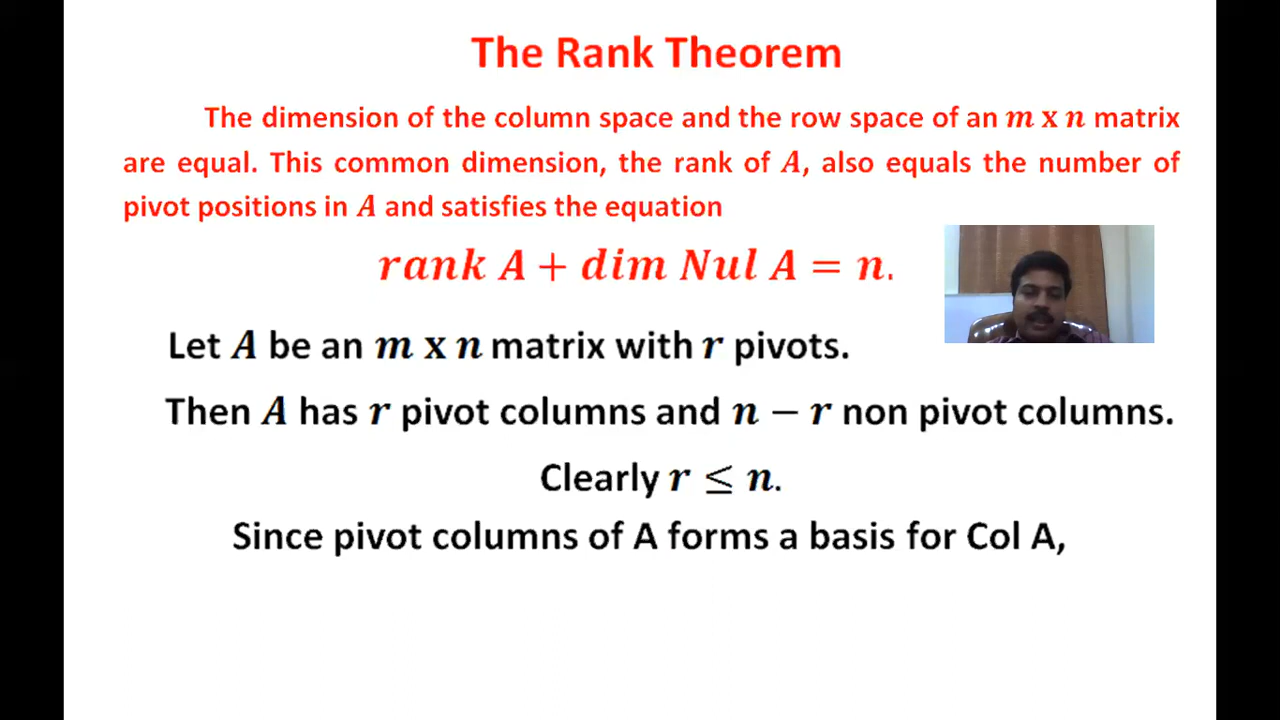 The Rank Theorem
The dimension of the column space and the row space of an m x n matrix
are equal. This common dimension, the rank of A, also equals the number of
pivot positions in A and satisfies the equation
rank A + dim Nul A = n.
Let A be an m x n matrix with r pivots.
Then A has r pivot columns and n − r non pivot columns.
Clearly r ≤ n.
Since pivot columns of A forms a basis for Col A,